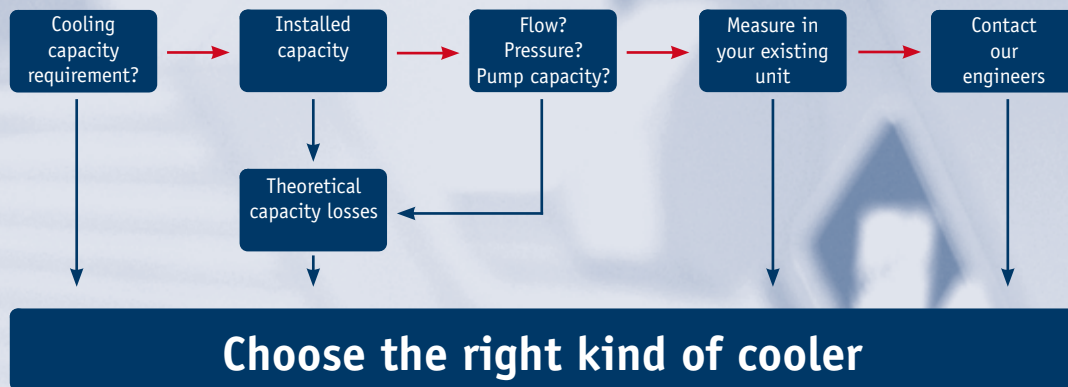 Cooling
capacity
requirement?
Installed
capacity
Flow?
Pressure?
Pump capacity?
Measure in
your existing
unit
Contact
our
engineers
Theoretical
capacity losses
Choose the right kind of cooler